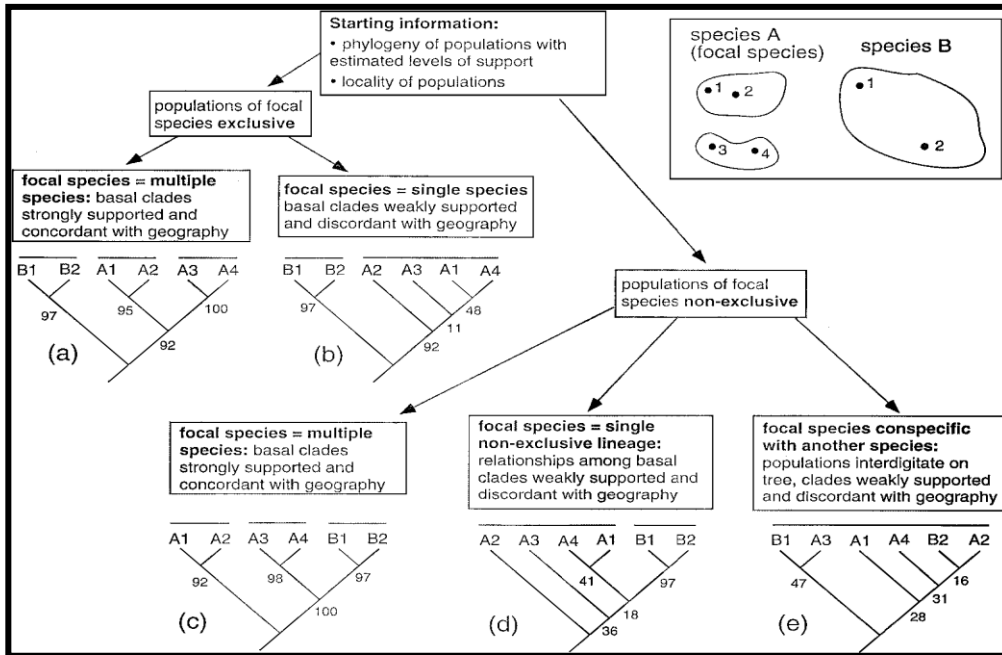 Starting information:
• phylogeny of populations with
estimated levels of support
• locality of populations
species A
(focal species)
species B
1
2
3
4
1
2
populations of focal
species exclusive
focal species = multiple
species: basal clades
strongly supported and
concordant with geography
focal species = single species
basal clades weakly supported
and discordant with geography
B1 B2 A1 A2 A3 A4
97
95
100
92
(a)
B1 B2 A2 A3 A1 A4
97
48
11
92
(b)
populations of focal
species non-exclusive
focal species = multiple
species: basal clades
strongly supported and
concordant with geography
focal species = single
non-exclusive lineage:
relationships among basal
clades weakly supported and
discordant with geography
focal species conspecific
with another species:
populations interdigitate on
tree, clades weakly supported
and discordant with geography
A1 A2 A3 A4 B1 B2
92
98
97
100
(c)
A2 A3 A4 A1 B1 B2
41
97
18
36
(d)
B1 A3 A1 A4 B2 A2
47
16
31
28
(e)